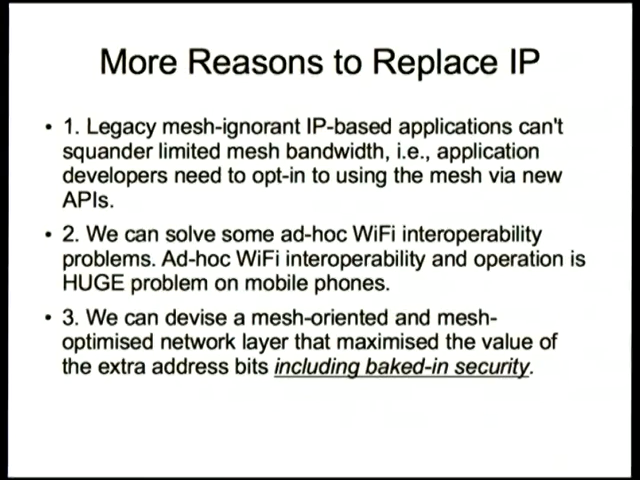 More Reasons to Replace IP
• 1. Legacy mesh-ignorant IP-based applications can't
squander limited mesh bandwidth, i.e., application
developers need to opt-in to using the mesh via new
APIs.
• 2. We can solve some ad-hoc WiFi interoperability
problems. Ad-hoc WiFi interoperability and operation is
HUGE problem on mobile phones.
• 3. We can devise a mesh-oriented and mesh-
optimised network layer that maximised the value of
the extra address bits including baked-in security.